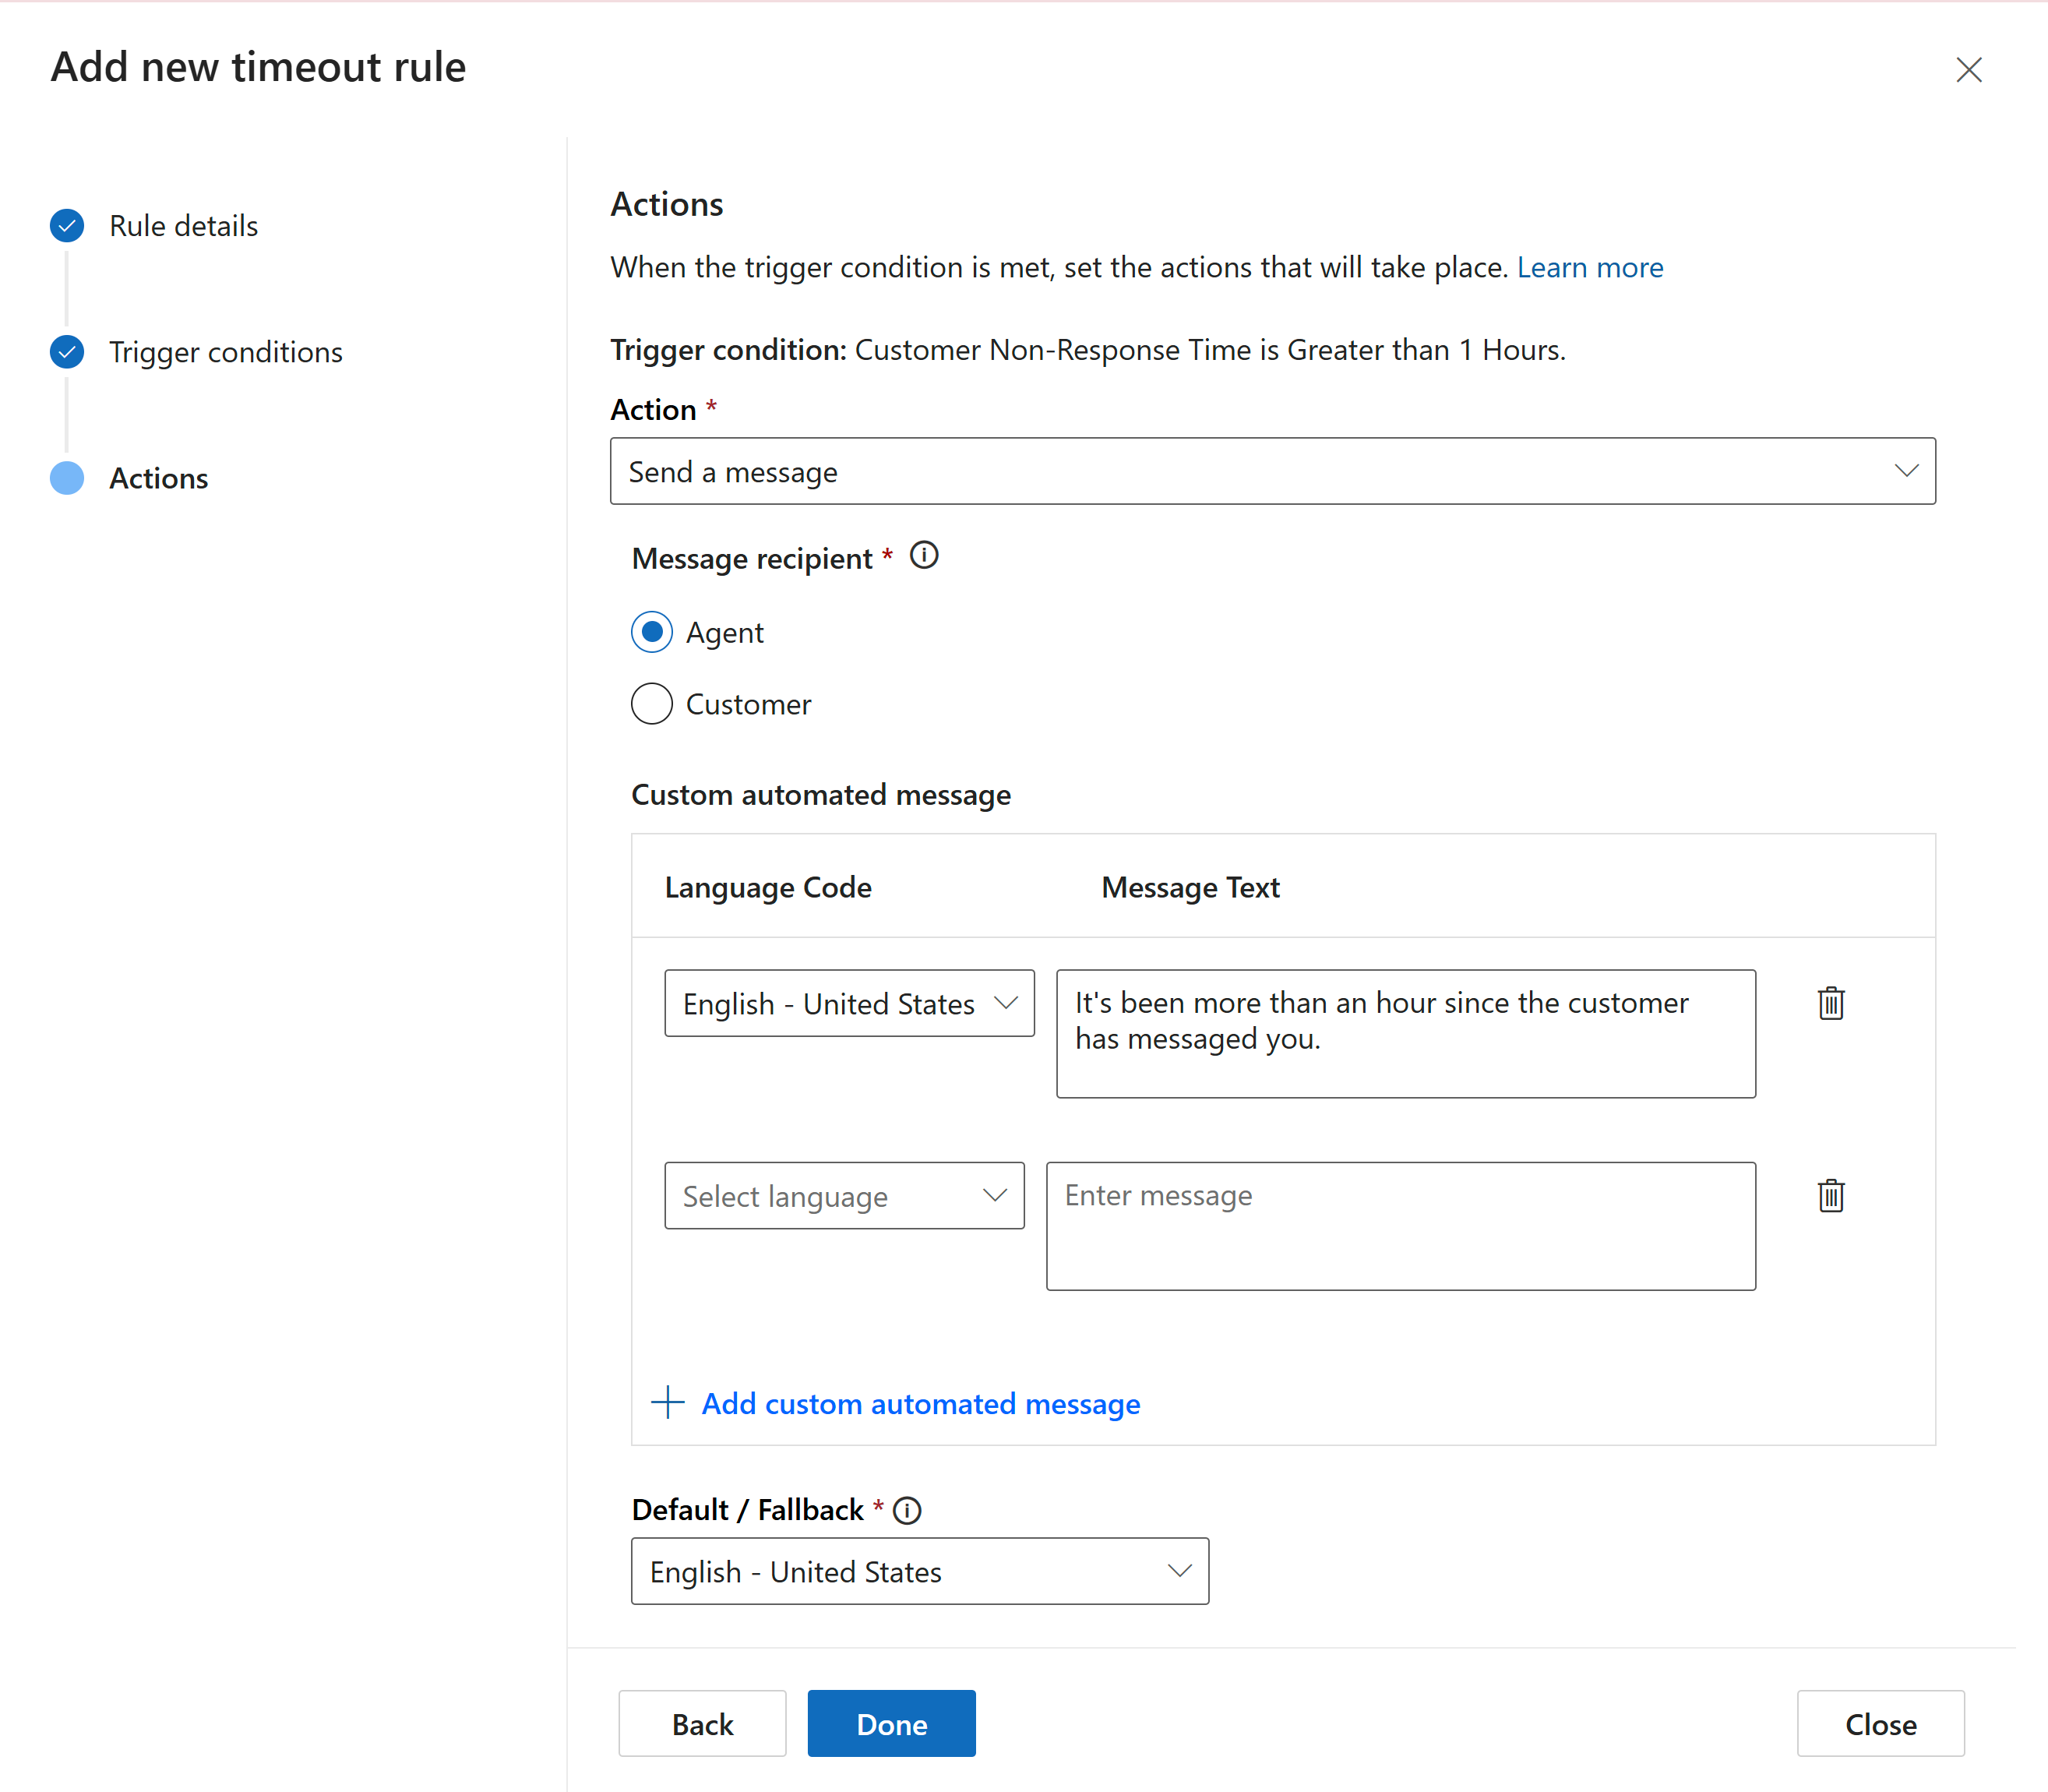 Add new timeout rule
Rule details
Trigger conditions
Actions
Actions
When the trigger condition is met, set the actions that will take place. Learn more
Trigger condition: Customer Non-Response Time is Greater than 1 Hours.
Action *
Send a message
Message recipient *
Agent
Customer
Custom automated message
Language Code Message Text
English - United States
It's been more than an hour since the customer
has messaged you.
Select language
Enter message
Add custom automated message
Default / Fallback *
English - United States
Back Done Close